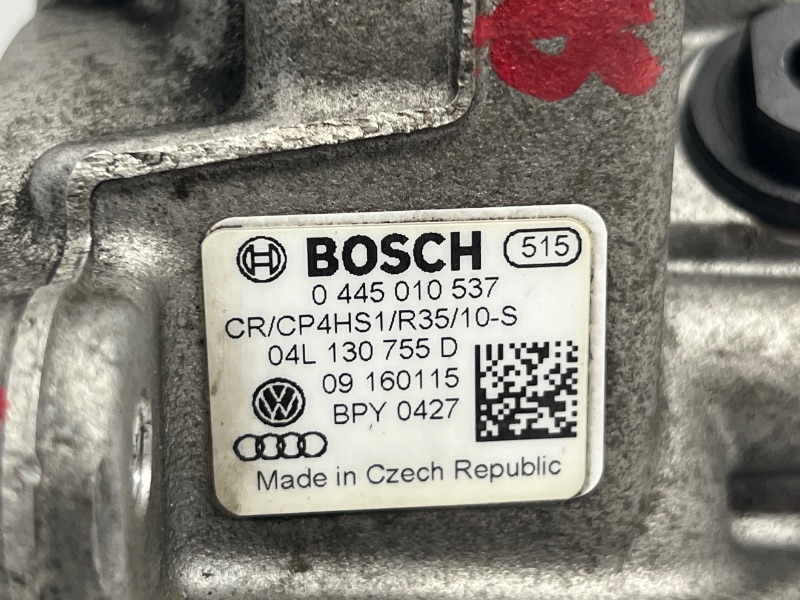 BOSCH 515
0 445 010 537
CR/CP4HS1/R35/10-S
04L 130 755 D
09 160115
BPY 0427
Made in Czech Republic